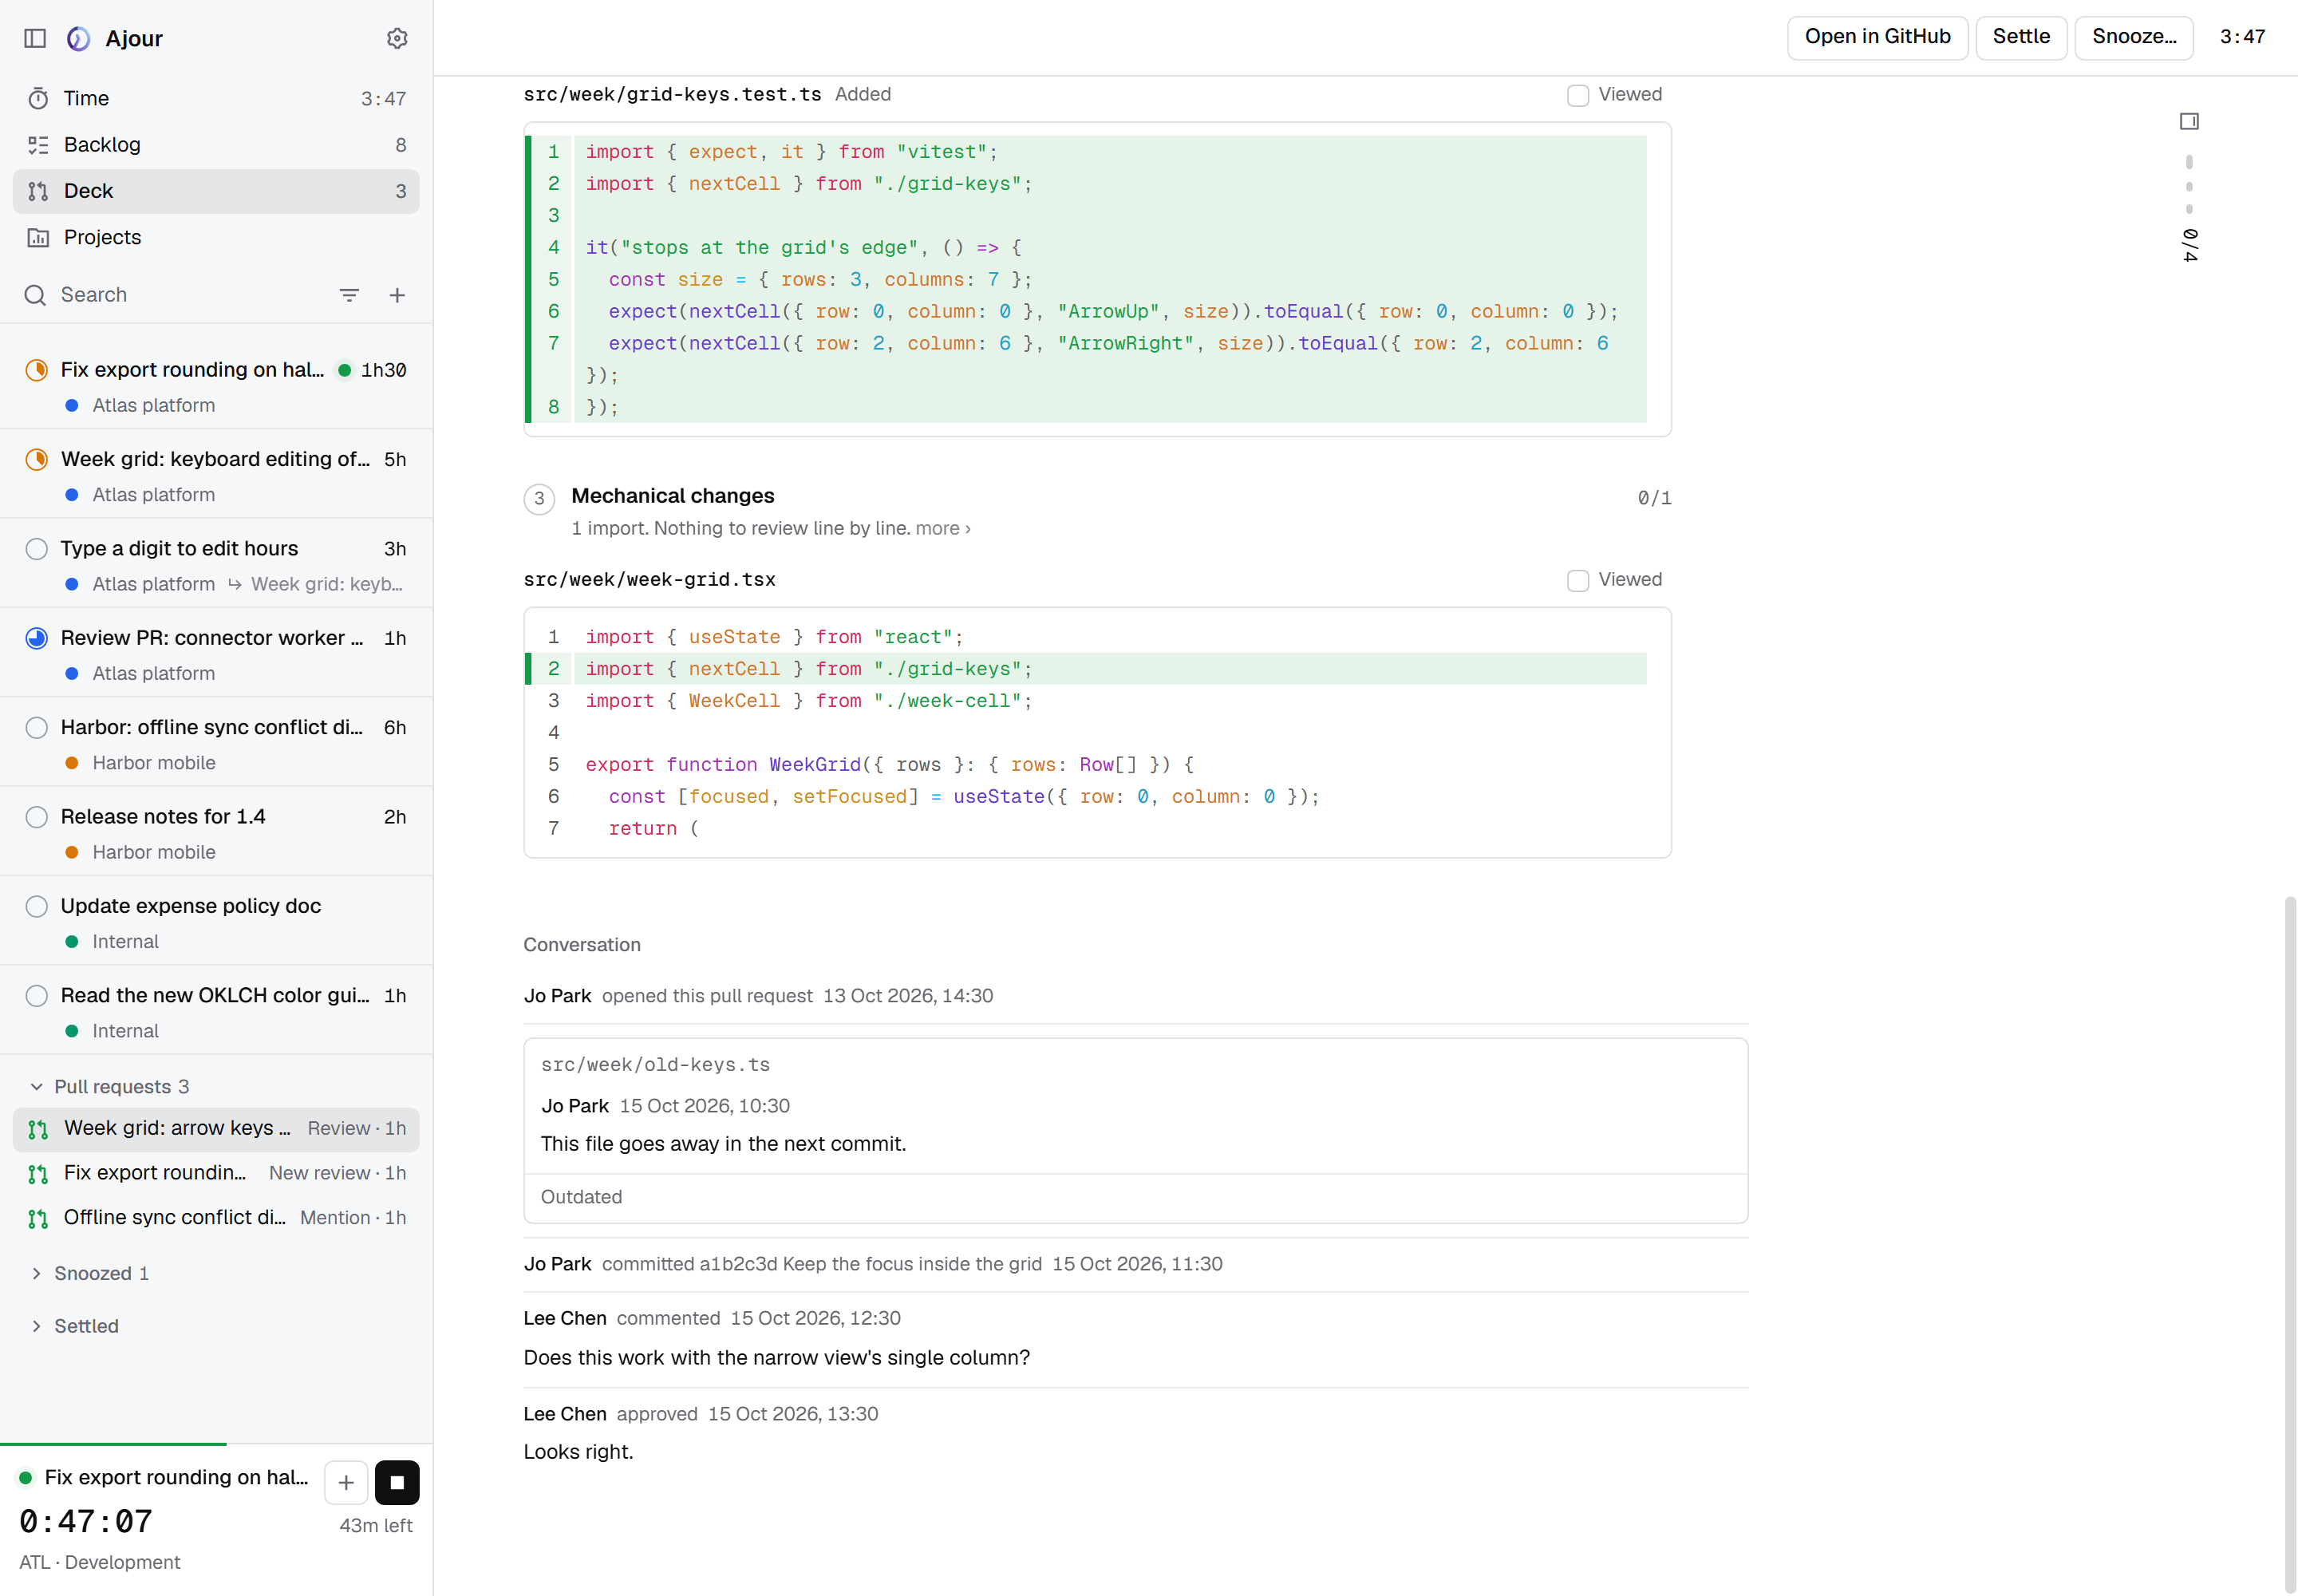 Ajour
Time 3:47
Backlog 8
Deck 3
Projects
Search
Fix export rounding on hal... 1h30
Atlas platform
Week grid: keyboard editing of... 5h
Atlas platform
Type a digit to edit hours 3h
Atlas platform ↳ Week grid: keyb...
Review PR: connector worker ... 1h
Atlas platform
Harbor: offline sync conflict di... 6h
Harbor mobile
Release notes for 1.4 2h
Harbor mobile
Update expense policy doc
Internal
Read the new OKLCH color gui... 1h
Internal
Pull requests 3
Week grid: arrow keys ... Review · 1h
Fix export roundin... New review · 1h
Offline sync conflict di... Mention · 1h
Snoozed 1
Settled
Fix export rounding on hal...
0:47:07
43m left
ATL · Development
Open in GitHub Settle Snooze... 3:47
src/week/grid-keys.test.ts Added Viewed
1 import { expect, it } from "vitest";
2 import { nextCell } from "./grid-keys";
3
4 it("stops at the grid's edge", () => {
5 const size = { rows: 3, columns: 7 };
6 expect(nextCell({ row: 0, column: 0 }, "ArrowUp", size)).toEqual({ row: 0, column: 0 });
7 expect(nextCell({ row: 2, column: 6 }, "ArrowRight", size)).toEqual({ row: 2, column: 6
});
8 });
3 Mechanical changes 0/1
1 import. Nothing to review line by line. more ›
src/week/week-grid.tsx Viewed
1 import { useState } from "react";
2 import { nextCell } from "./grid-keys";
3 import { WeekCell } from "./week-cell";
4
5 export function WeekGrid({ rows }: { rows: Row[] }) {
6 const [focused, setFocused] = useState({ row: 0, column: 0 });
7 return (
Conversation
Jo Park opened this pull request 13 Oct 2026, 14:30
src/week/old-keys.ts
Jo Park 15 Oct 2026, 10:30
This file goes away in the next commit.
Outdated
Jo Park committed a1b2c3d Keep the focus inside the grid 15 Oct 2026, 11:30
Lee Chen commented 15 Oct 2026, 12:30
Does this work with the narrow view's single column?
Lee Chen approved 15 Oct 2026, 13:30
Looks right.
0/4